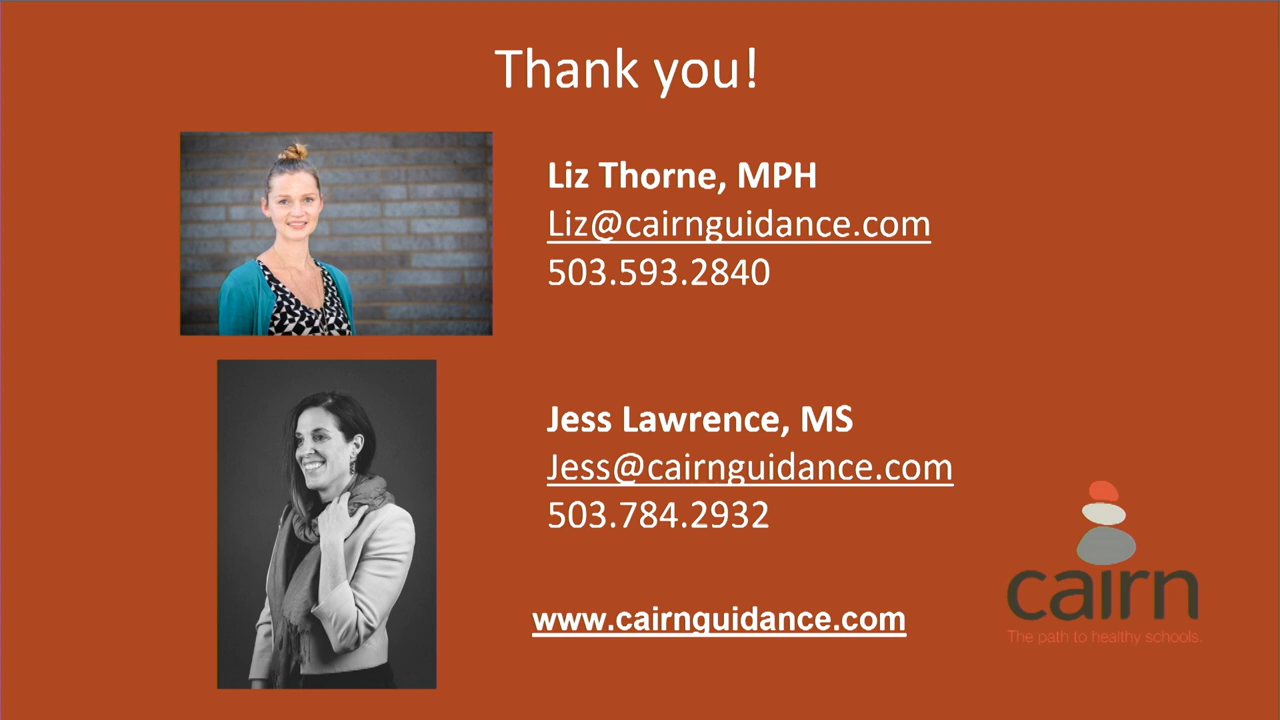 Thank you!
Liz Thorne, MPH
Liz@cairnguidance.com
503.593.2840
Jess Lawrence, MS
Jess@cairnguidance.com
503.784.2932
www.cairnguidance.com
cairn
The path to healthy schools.